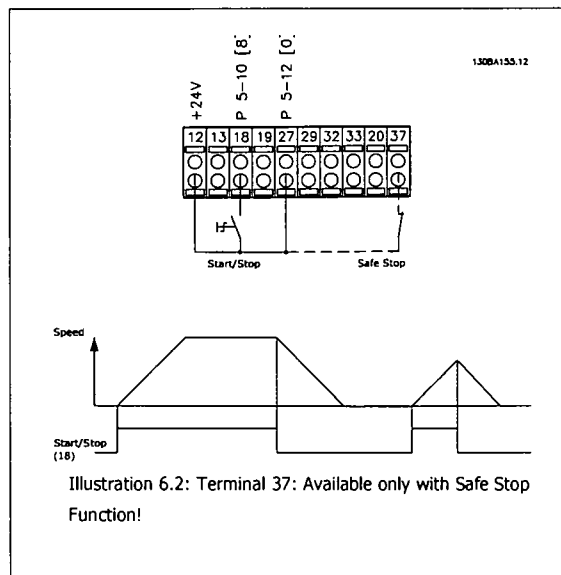 130BA155.12
+24V
P 5-10 [8]
P 5-12 [0]
12 13 18 19 27 29 32 33 20 37
Start/Stop Safe Stop
Speed
Start/Stop
(18)
Illustration 6.2: Terminal 37: Available only with Safe Stop
Function!